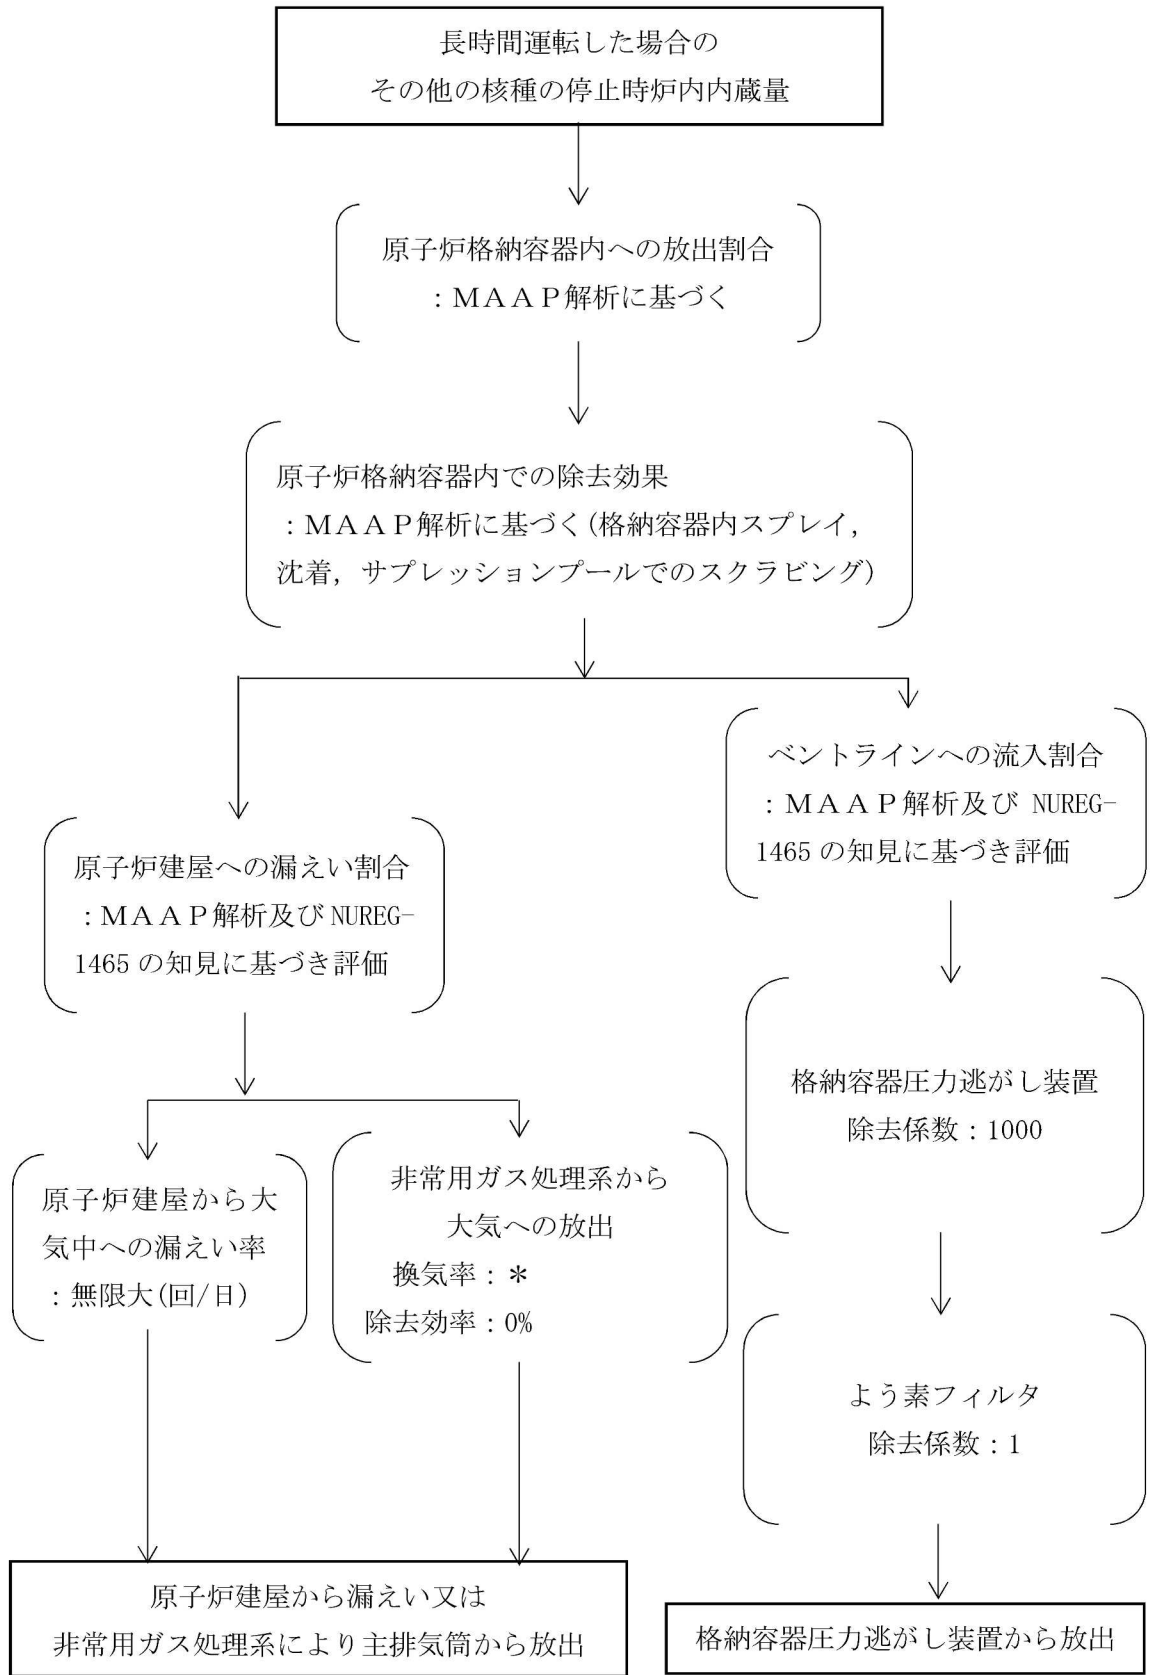 長時間運転した場合の
その他の核種の停止時炉内内蔵量
原子炉格納容器内への放出割合
：ＭＡＡＰ解析に基づく
原子炉格納容器内での除去効果
：ＭＡＡＰ解析に基づく(格納容器内スプレイ，
沈着，サプレッションプールでのスクラビング)
原子炉建屋への漏えい割合
：ＭＡＡＰ解析及び NUREG-
1465 の知見に基づき評価
原子炉建屋から大
気中への漏えい率
：無限大(回/日)
非常用ガス処理系から
大気への放出
換気率：＊
除去効率：0%
原子炉建屋から漏えい又は
非常用ガス処理系により主排気筒から放出
ベントラインへの流入割合
：ＭＡＡＰ解析及び NUREG-
1465 の知見に基づき評価
格納容器圧力逃がし装置
除去係数：1000
よう素フィルタ
除去係数：1
格納容器圧力逃がし装置から放出